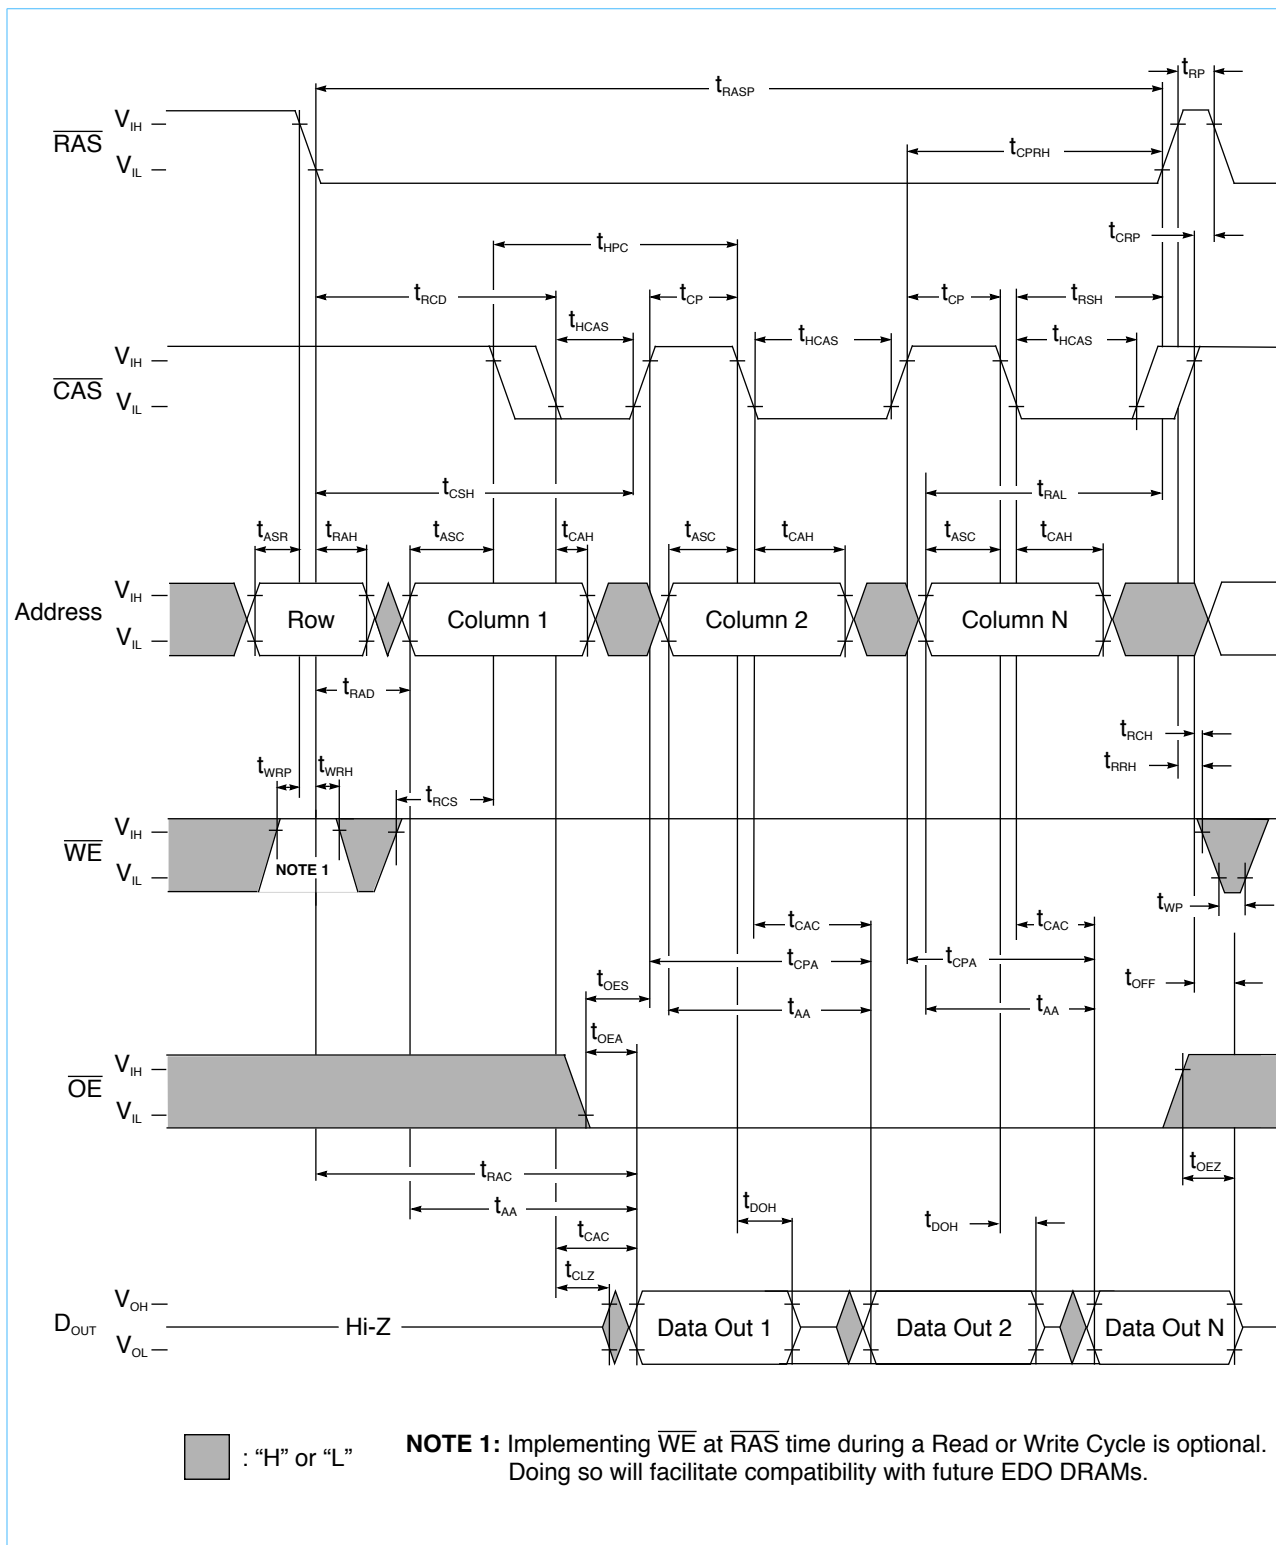 tRP
tRASP
VIH
RAS
tCPRH
VIL
tCRP
tHPC
tRCD tCP tCP tRSH
tHCAS tHCAS tHCAS
VIH
CAS
VIL
tCSH tRAL
tASR tRAH tASC tCAH tASC tCAH tASC tCAH
VIH
Address Row Column 1 Column 2 Column N
VIL
tRAD
tRCH
tWRP tWRH tRRH
tRCS
VIH
WE
NOTE 1
VIL
tWP
tCAC tCAC
tCPA tCPA
tOES tOFF
tAA tAA
tOEA
VIH
OE
VIL
tRAC tOEZ
tAA tDOH tDOH
tCAC
tCLZ
VOH
DOUT Hi-Z Data Out 1 Data Out 2 Data Out N
VOL
: “H” or “L”
NOTE 1: Implementing WE at RAS time during a Read or Write Cycle is optional.
Doing so will facilitate compatibility with future EDO DRAMs.